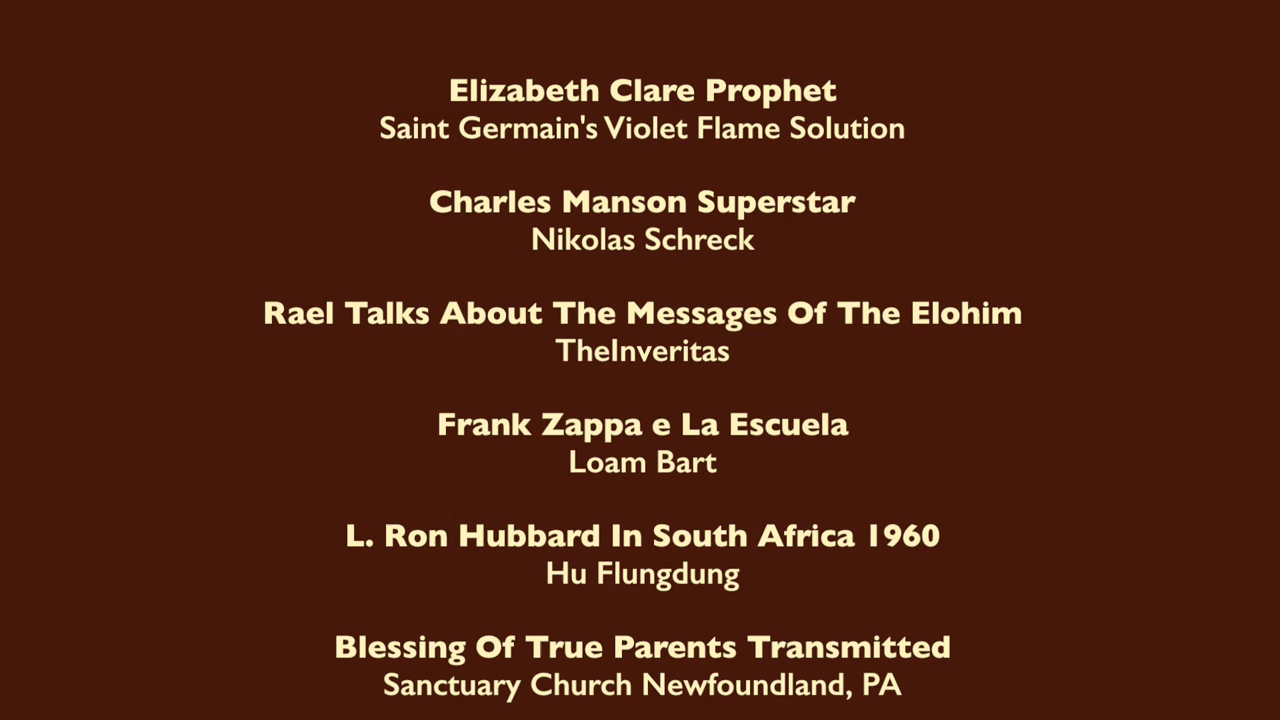 Elizabeth Clare Prophet
Saint Germain's Violet Flame Solution
Charles Manson Superstar
Nikolas Schreck
Rael Talks About The Messages Of The Elohim
TheInveritas
Frank Zappa e La Escuela
Loam Bart
L. Ron Hubbard In South Africa 1960
Hu Flungdung
Blessing Of True Parents Transmitted
Sanctuary Church Newfoundland, PA